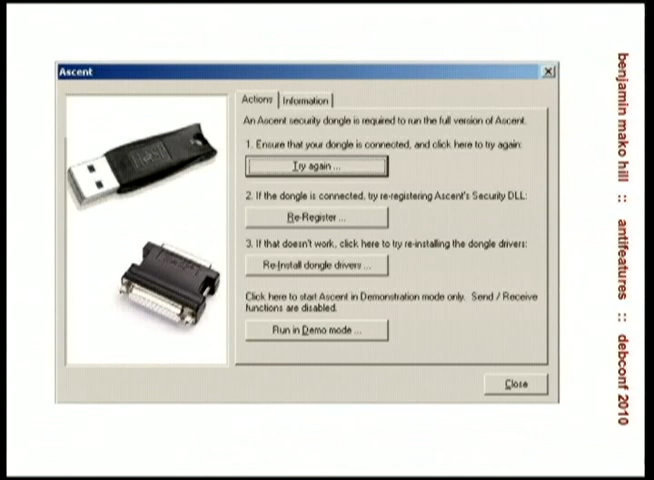 Ascent
Actions
Information
An Ascent security dongle is required to run the full version of Ascent.
1. Ensure that your dongle is connected, and click here to try again:
Try again ...
2. If the dongle is connected, try re-registering Ascent's Security DLL:
Re-Register ...
3. If that doesn't work, click here to try re-installing the dongle drivers:
Re-Install dongle drivers ...
Click here to start Ascent in Demonstration mode only. Send / Receive
functions are disabled.
Run in Demo mode ...
Close
benjamin mako hill :: antifeatures :: debconf 2010